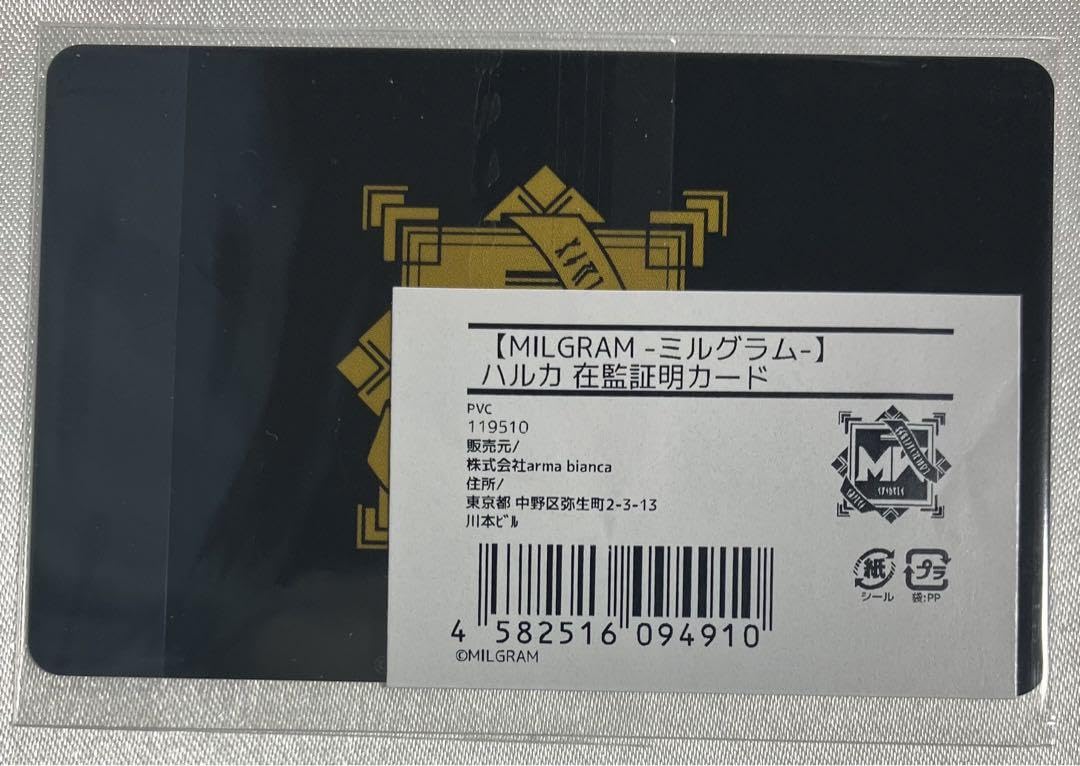 【MILGRAM -ミルグラム-】
ハルカ 在監証明カード
PVC
119510
販売元/
株式会社arma bianca
住所/
東京都 中野区弥生町2-3-13
川本ビル
紙
シール
プラ
袋:PP
4 582516 094910
©MILGRAM